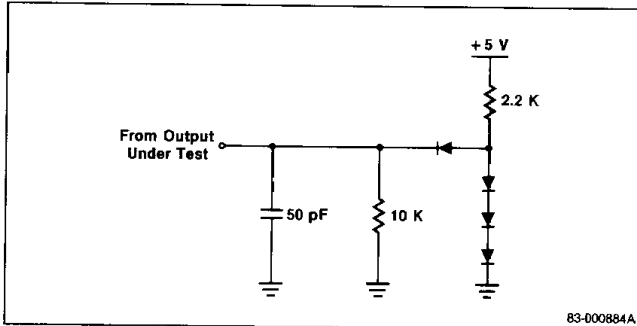 +5 V
2.2 K
From Output
Under Test
50 pF
10 K
83-000884A